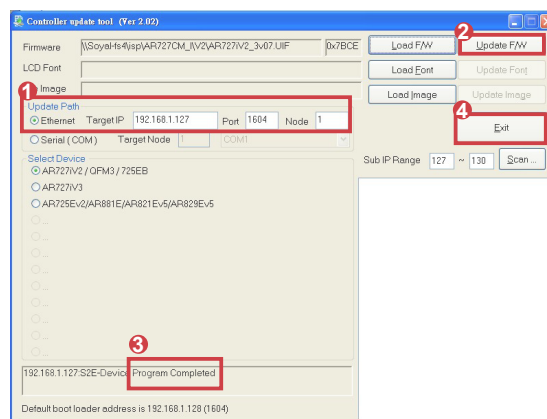 Controller update tool (Ver 2.02)
Firmware \\Soyal-fs4\isp\AR727CM_I\V2\AR727iV2_3v07.UIF 0x7BCE Load F/W 2 Update F/W
LCD Font Load Font Update Font
1 Image Load Image Update Image
Update Path
Ethernet Target IP 192.168.1.127 Port 1604 Node 1
4 Exit
Serial ( COM ) Target Node 1 COM1
Select Device
Sub IP Range 127 ~ 130 Scan ...
AR727iV2 / QFM3 / 725EB
AR727iV3
AR725Ev2/AR881E/AR821Ev5/AR829Ev5
...
...
...
...
...
...
...
3
192.168.1.127:S2E-Device Program Completed
Default boot loader address is 192.168.1.128 (1604)